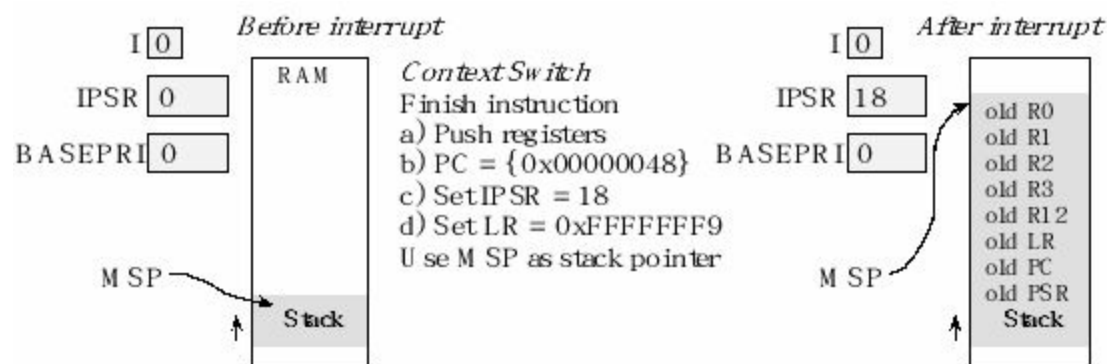 Before interrupt
I 0
IPSR 0
BASEPRI 0
RAM
MSP
Stack
Context Switch
Finish instruction
a) Push registers
b) PC = {0x00000048}
c) Set IPSR = 18
d) Set LR = 0xFFFFFFF9
Use MSP as stack pointer
After interrupt
I 0
IPSR 18
BASEPRI 0
MSP
old R0
old R1
old R2
old R3
old R12
old LR
old PC
old PSR
Stack